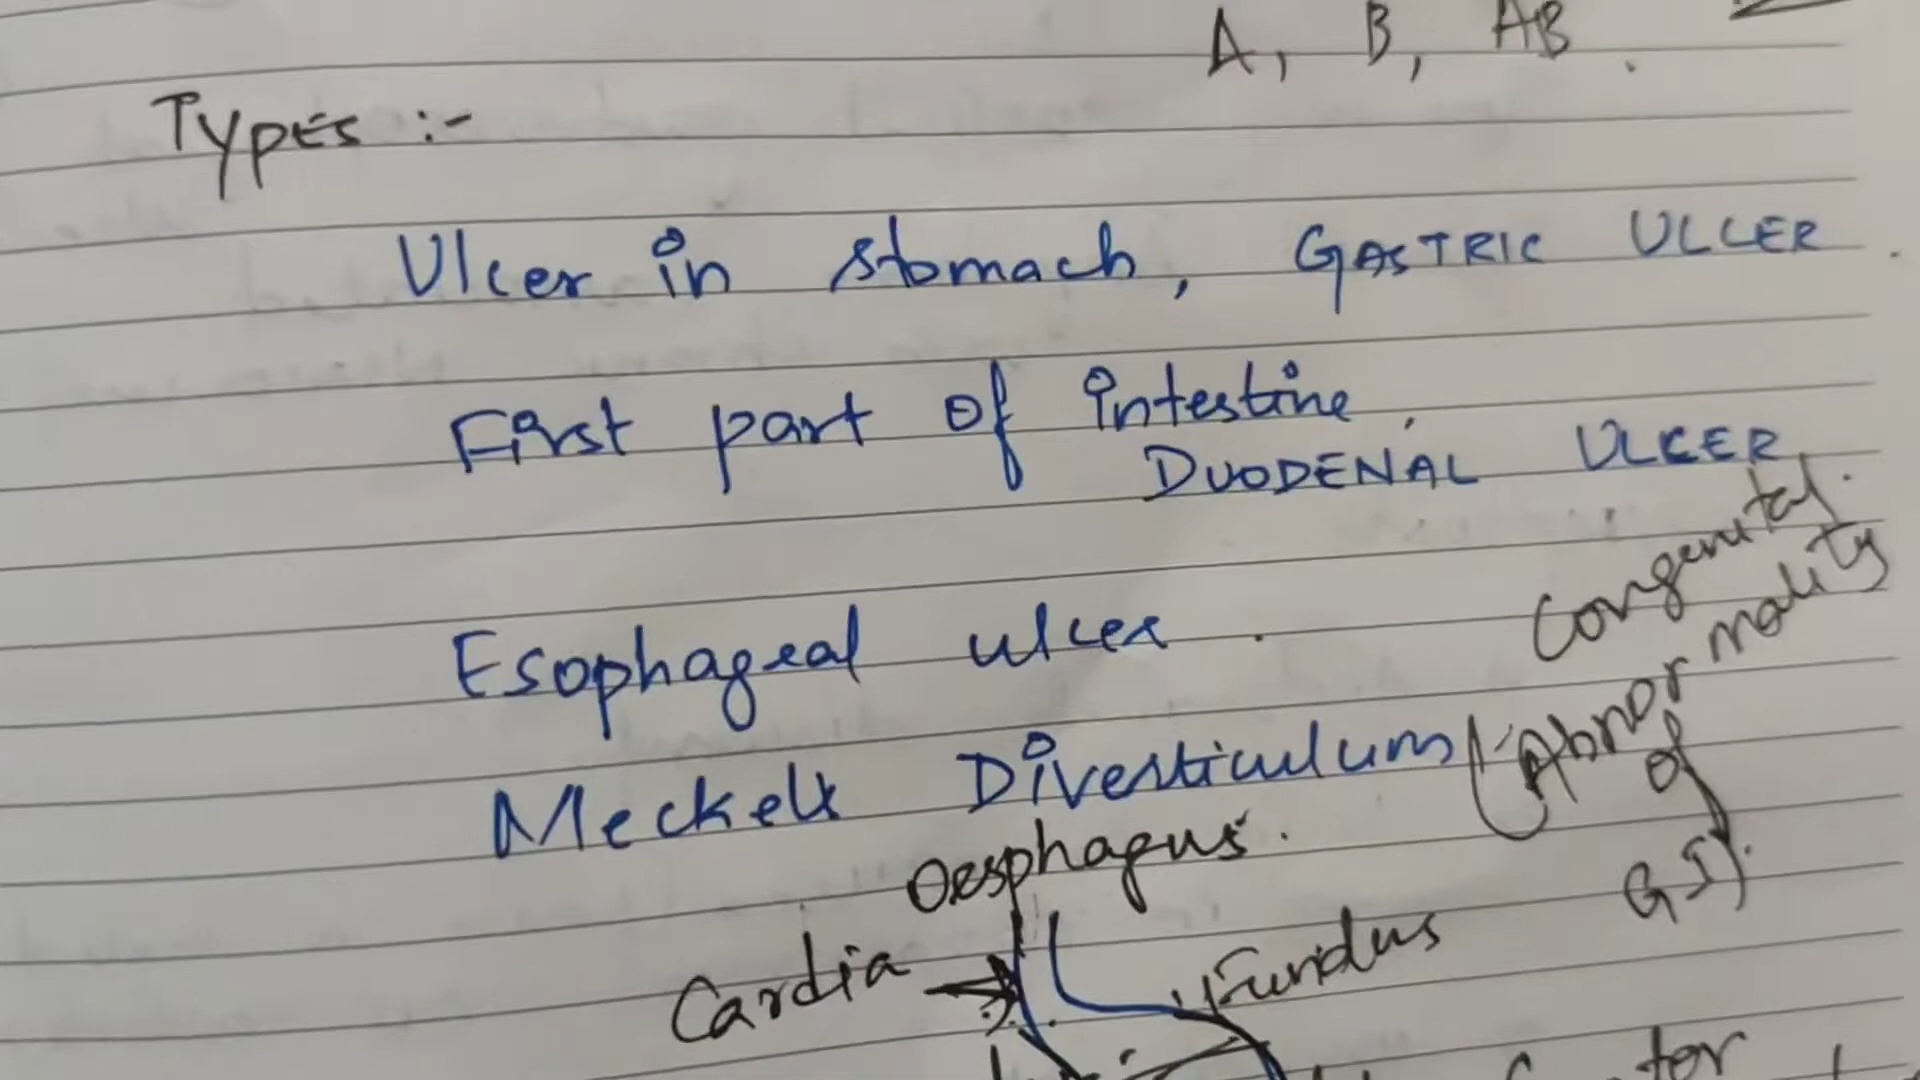 A, B, AB.
Types :-
Ulcer in stomach, GASTRIC ULCER.
First part of intestine,
DUODENAL ULCER.
Esophageal ulcer.
Meckels Diverticulum (Congenital
Abnormality
of
GI).
Oesphagus.
Cardia
Fundus